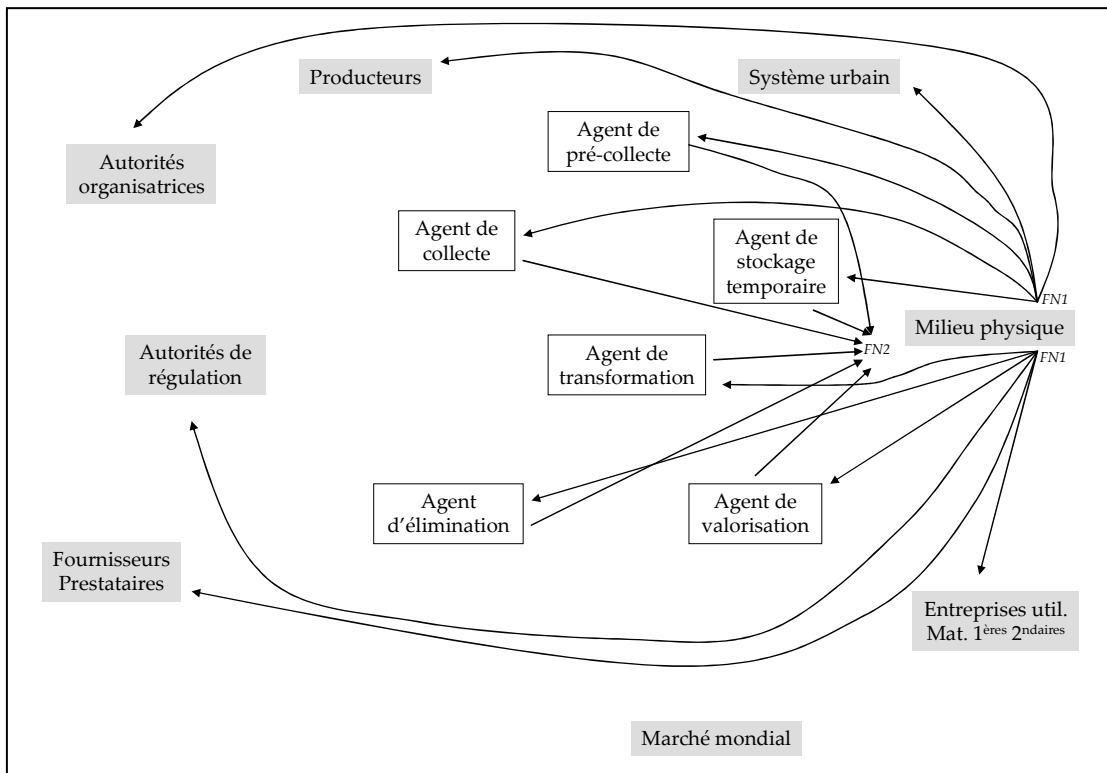 Producteurs
Système urbain
Agent de
pré-collecte
Autorités
organisatrices
Agent de
collecte
Agent de
stockage
temporaire
FN1
Milieu physique
FN1
FN2
Autorités de
régulation
Agent de
transformation
Agent
d'élimination
Agent de
valorisation
Fournisseurs
Prestataires
Entreprises util.
Mat. 1ères 2ndaires
Marché mondial